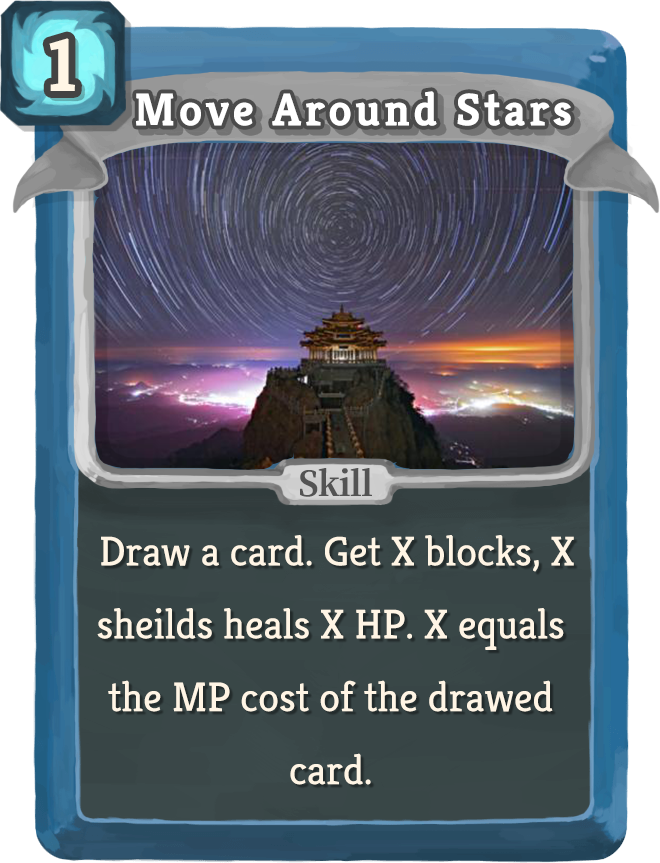 1
Move Around Stars
Skill
Draw a card. Get X blocks, X
sheilds heals X HP. X equals
the MP cost of the drawed
card.